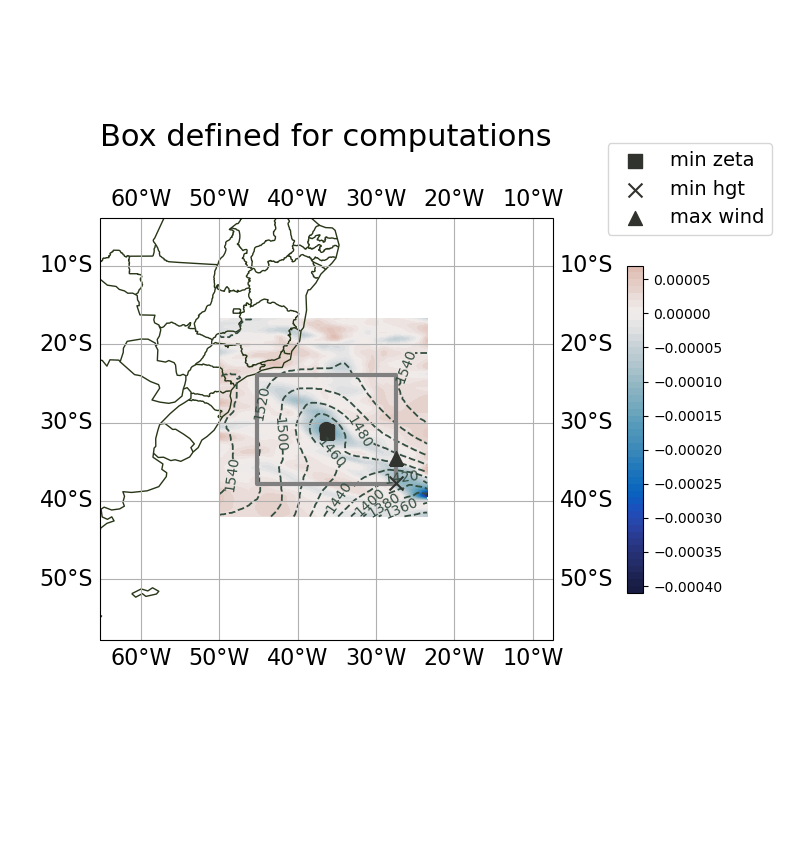 Box defined for computations
min zeta
min hgt
max wind
60°W 50°W 40°W 30°W 20°W 10°W
10°S 10°S
20°S 20°S
30°S 30°S
40°S 40°S
50°S 50°S
60°W 50°W 40°W 30°W 20°W 10°W
1540
1520
1500
1480
1460
1540
1440
1420
1400
1380
1360
0.00005
0.00000
−0.00005
−0.00010
−0.00015
−0.00020
−0.00025
−0.00030
−0.00035
−0.00040